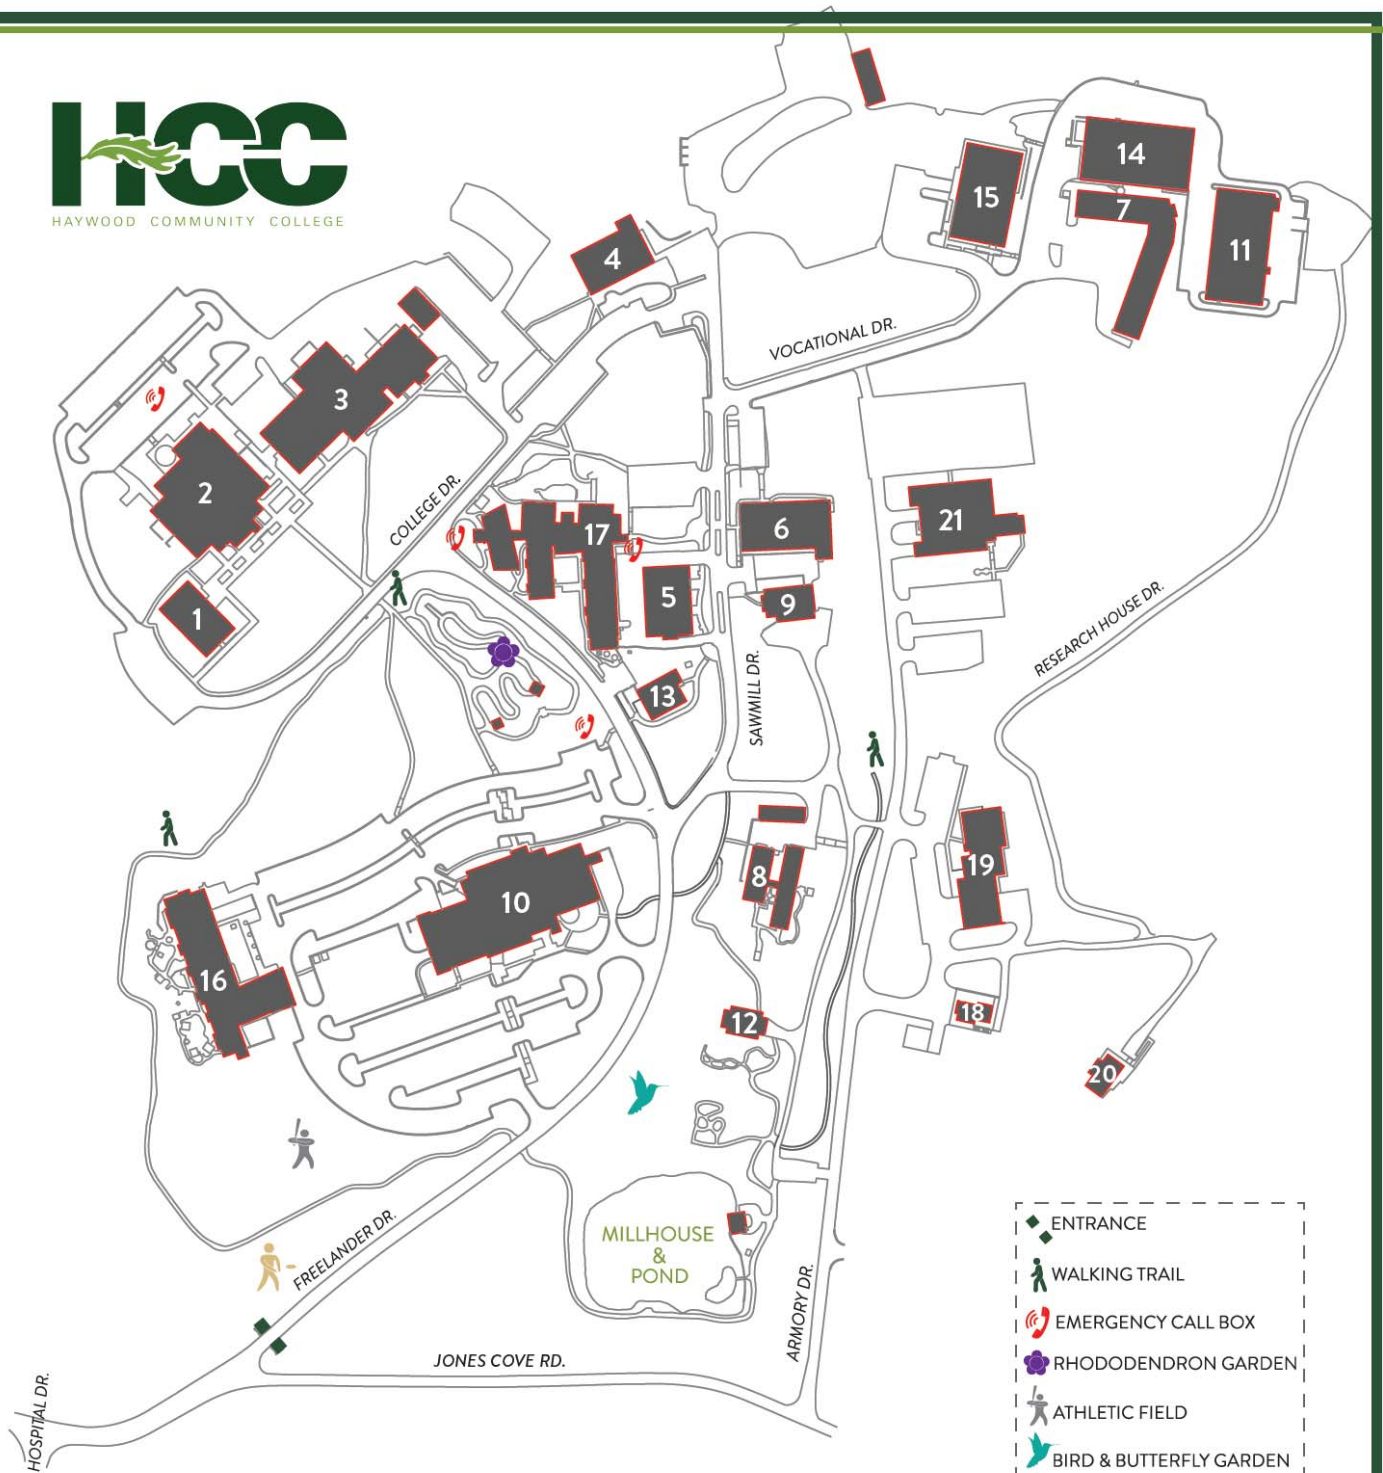 HCC
HAYWOOD COMMUNITY COLLEGE
14
15
7
11
4
VOCATIONAL DR.
3
2
COLLEGE DR.
17
6
21
5
9
1
RESEARCH HOUSE DR.
13
SAWMILL DR.
19
8
10
16
12
18
20
MILLHOUSE
&
POND
FREELANDER DR.
ARMORY DR.
JONES COVE RD.
HOSPITAL DR.
ENTRANCE
WALKING TRAIL
EMERGENCY CALL BOX
RHODODENDRON GARDEN
ATHLETIC FIELD
BIRD & BUTTERFLY GARDEN